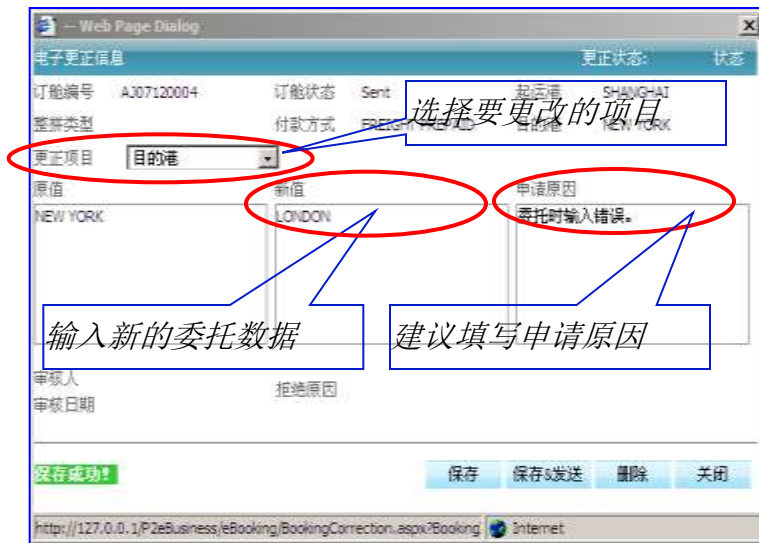 -- Web Page Dialog
电子更正信息 更正状态: 状态
订舱编号 AJ07120004 订舱状态 Sent 起运港 SHANGHAI
整拼类型 付款方式 FREIGHT PREPAID 目的港 NEW YORK
选择要更改的项目
更正项目 目的港
原值 新值 申请原因
NEW YORK LONDON 委托时输入错误。
输入新的委托数据 建议填写申请原因
审核人
审核日期 拒绝原因
保存成功! 保存 保存&发送 删除 关闭
http://127.0.0.1/P2eBusiness/eBooking/BookingCorrection.aspx?Booking Internet